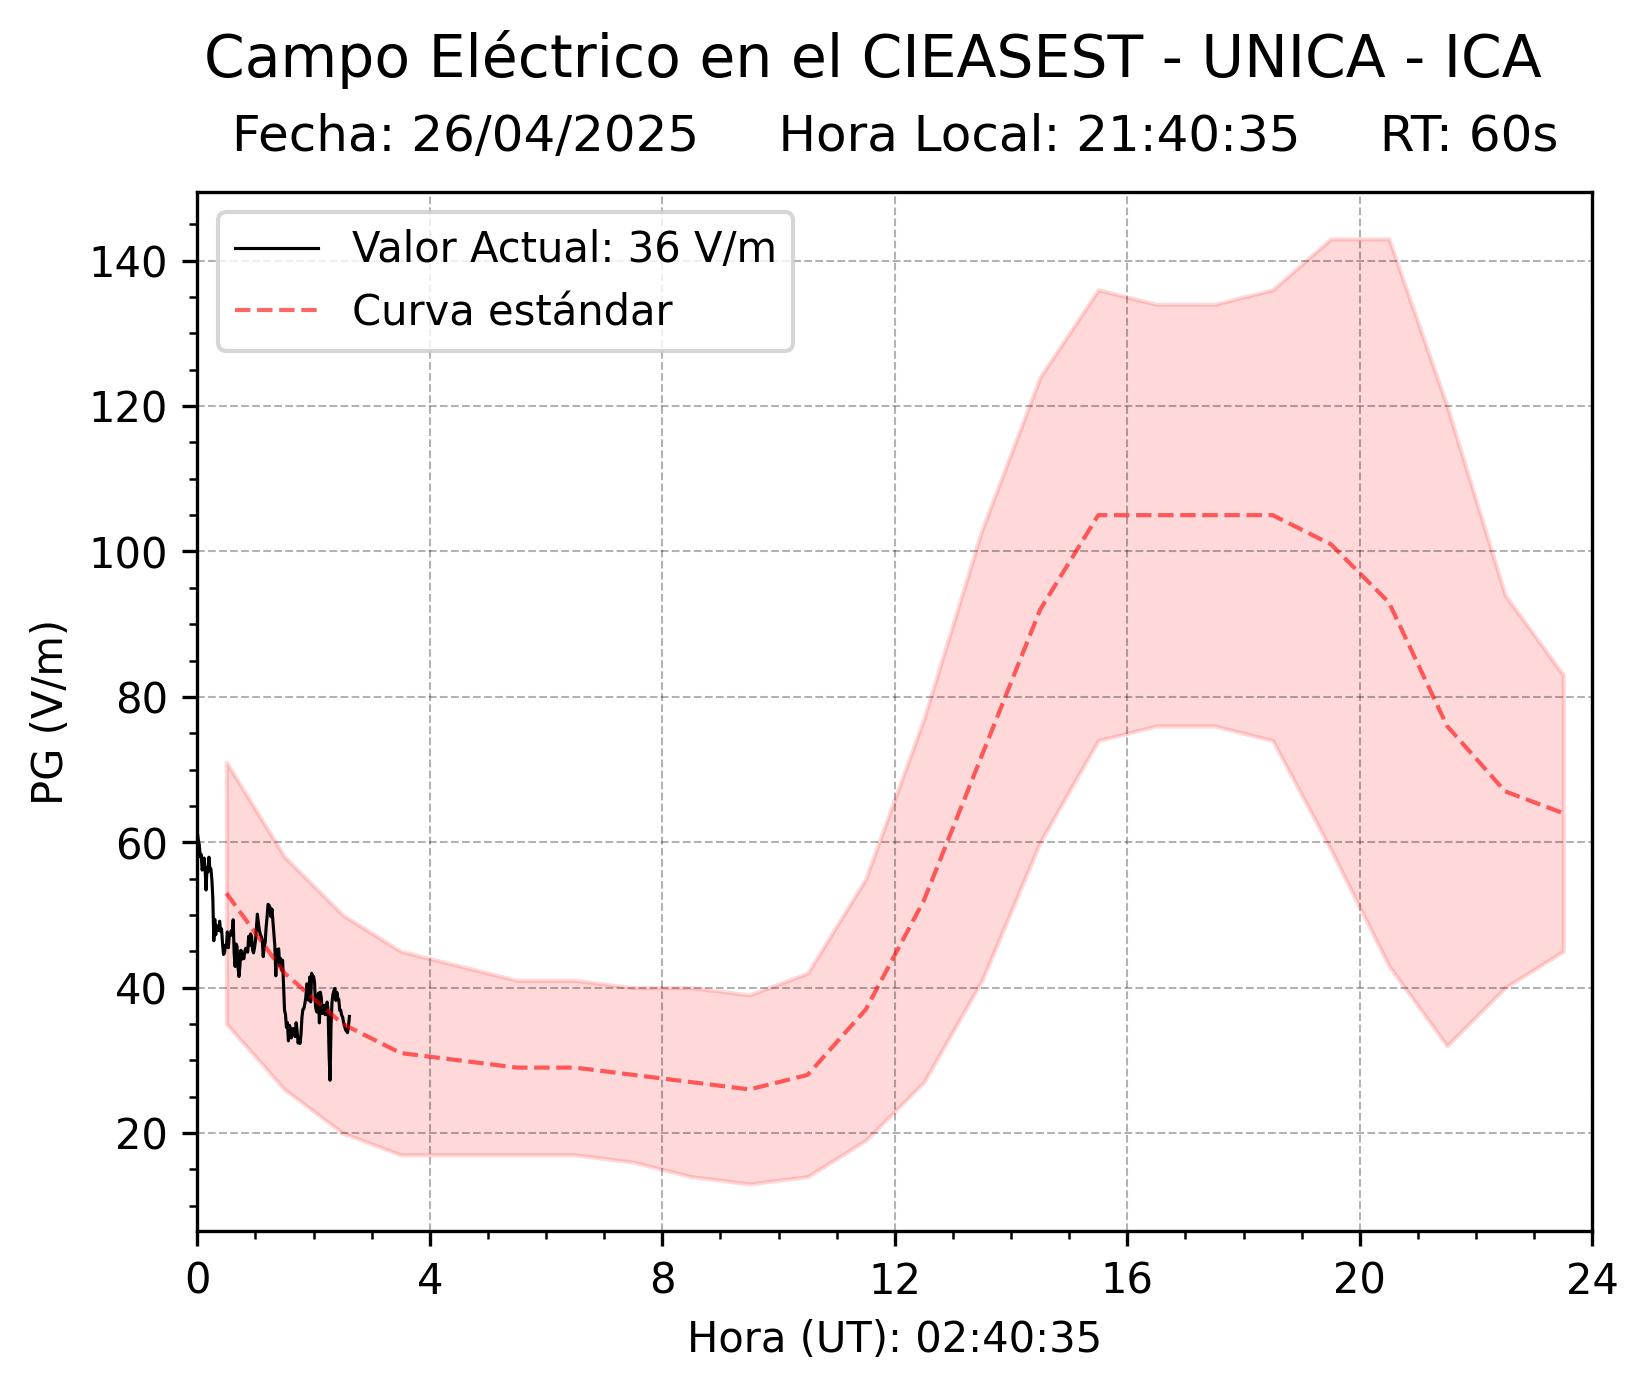 Campo Eléctrico en el CIEASEST - UNICA - ICA
Fecha: 26/04/2025 Hora Local: 21:40:35 RT: 60s
Valor Actual: 36 V/m
Curva estándar
PG (V/m)
140
120
100
80
60
40
20
0 4 8 12 16 20 24
Hora (UT): 02:40:35